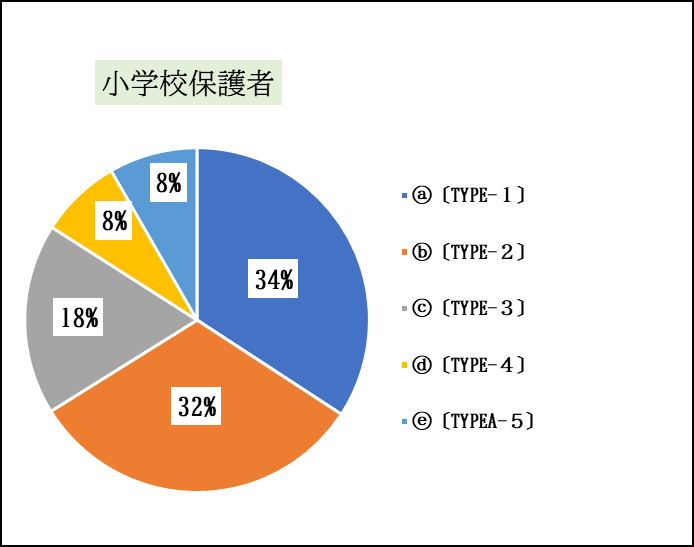 小学校保護者
8%
8%
34%
18%
32%
ⓐ〔TYPE-１〕
ⓑ〔TYPE-２〕
ⓒ〔TYPE-３〕
ⓓ〔TYPE-４〕
ⓔ〔TYPEA-５〕